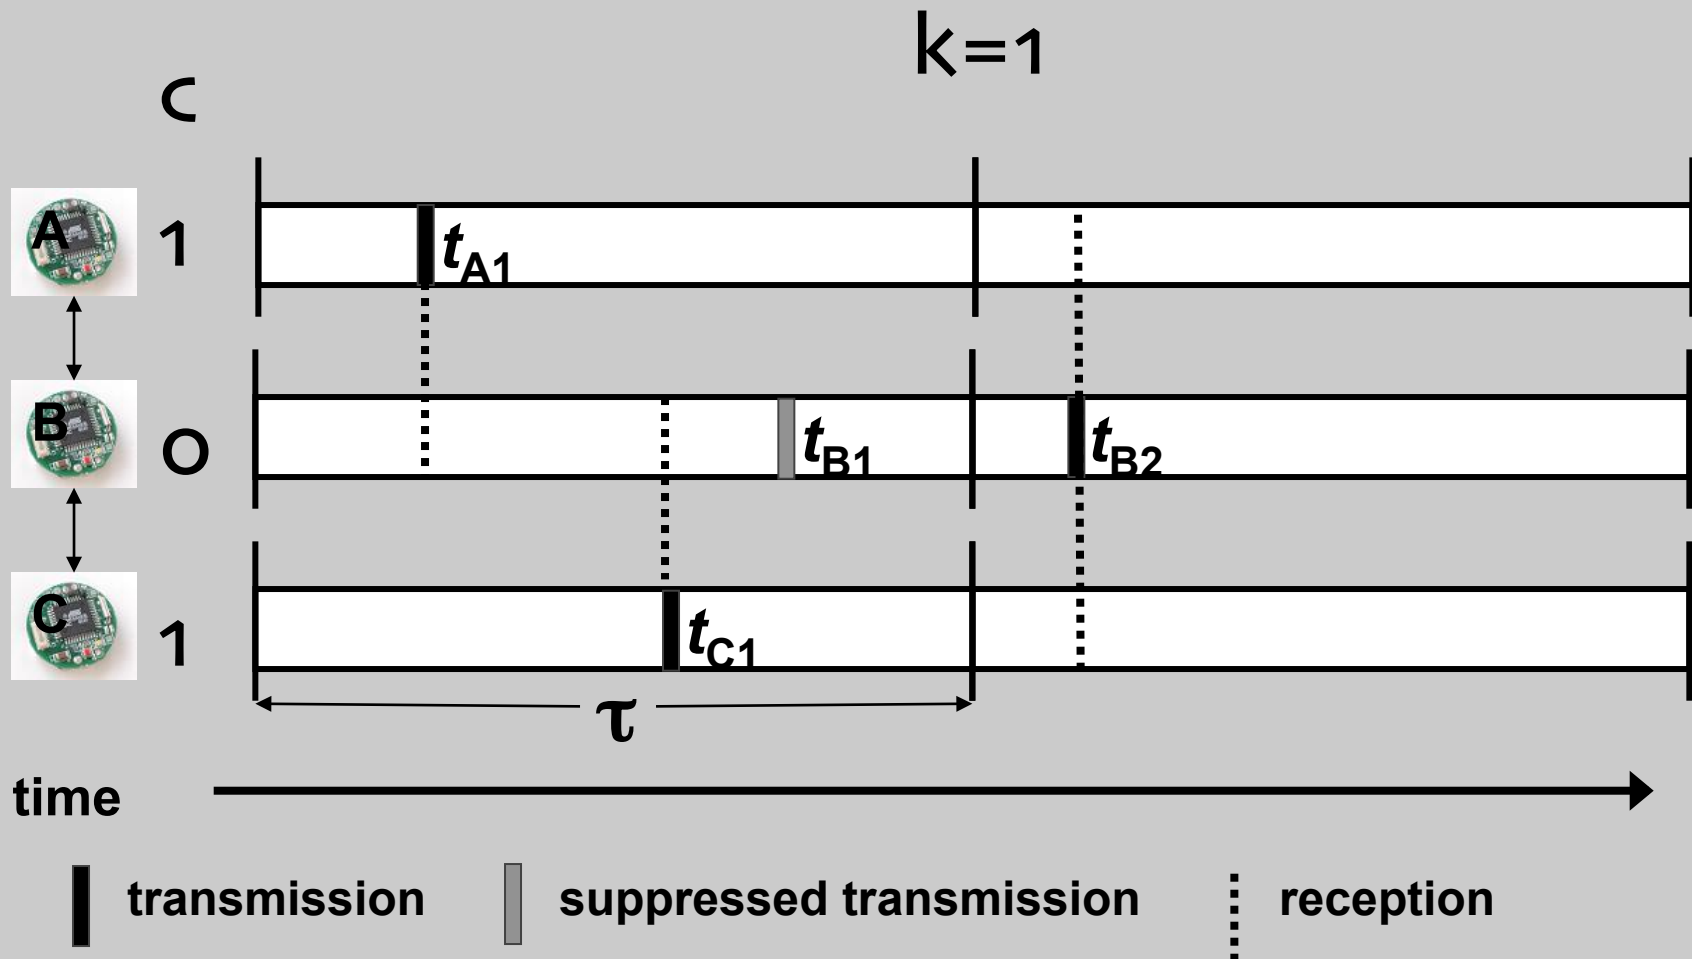 k=1
c
A 1 tA1
B 0 tB1 tB2
C 1 tC1
τ
time
transmission suppressed transmission reception